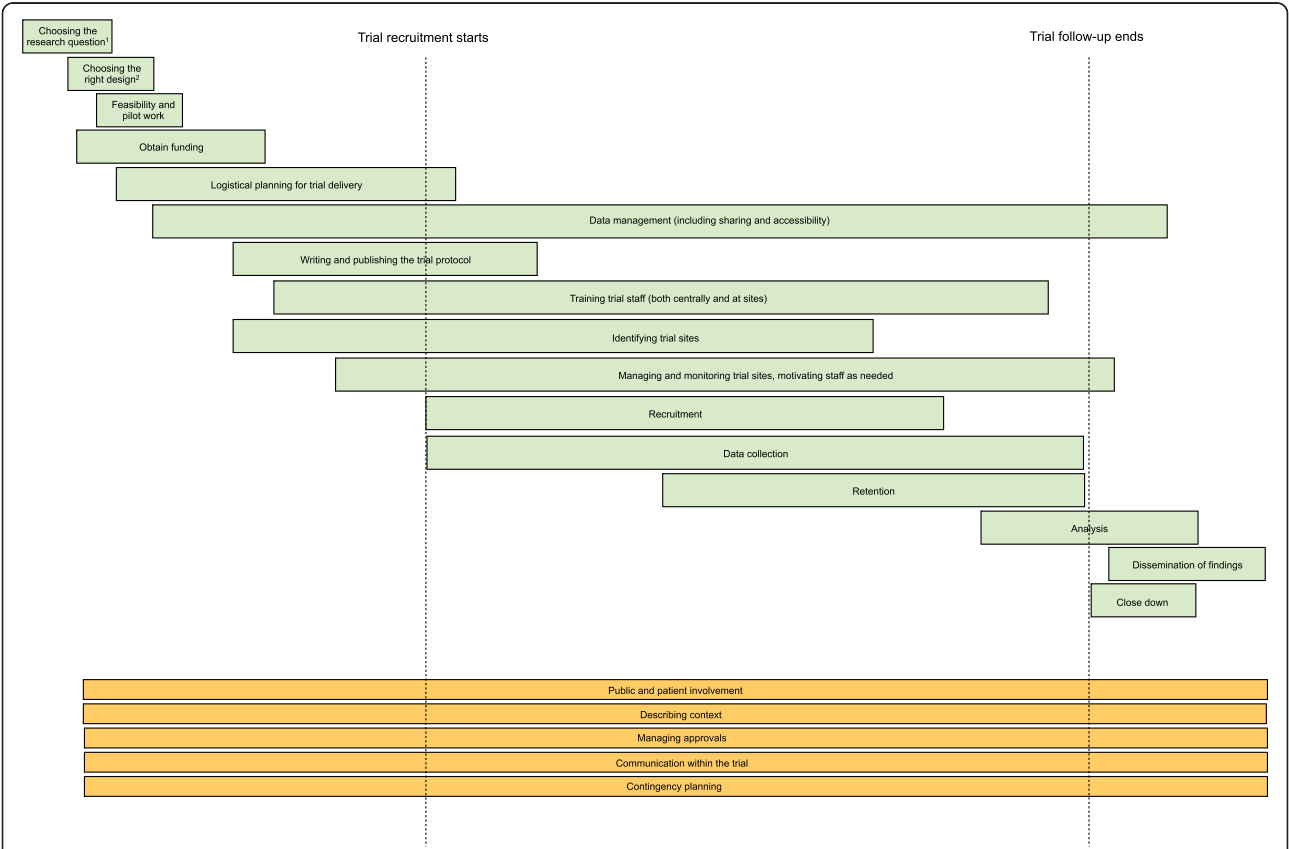 Choosing the
research question¹
Trial recruitment starts
Trial follow-up ends
Choosing the
right design²
Feasibility and
pilot work
Obtain funding
Logistical planning for trial delivery
Data management (including sharing and accessibility)
Writing and publishing the trial protocol
Training trial staff (both centrally and at sites)
Identifying trial sites
Managing and monitoring trial sites, motivating staff as needed
Recruitment
Data collection
Retention
Analysis
Dissemination of findings
Close down
Public and patient involvement
Describing context
Managing approvals
Communication within the trial
Contingency planning